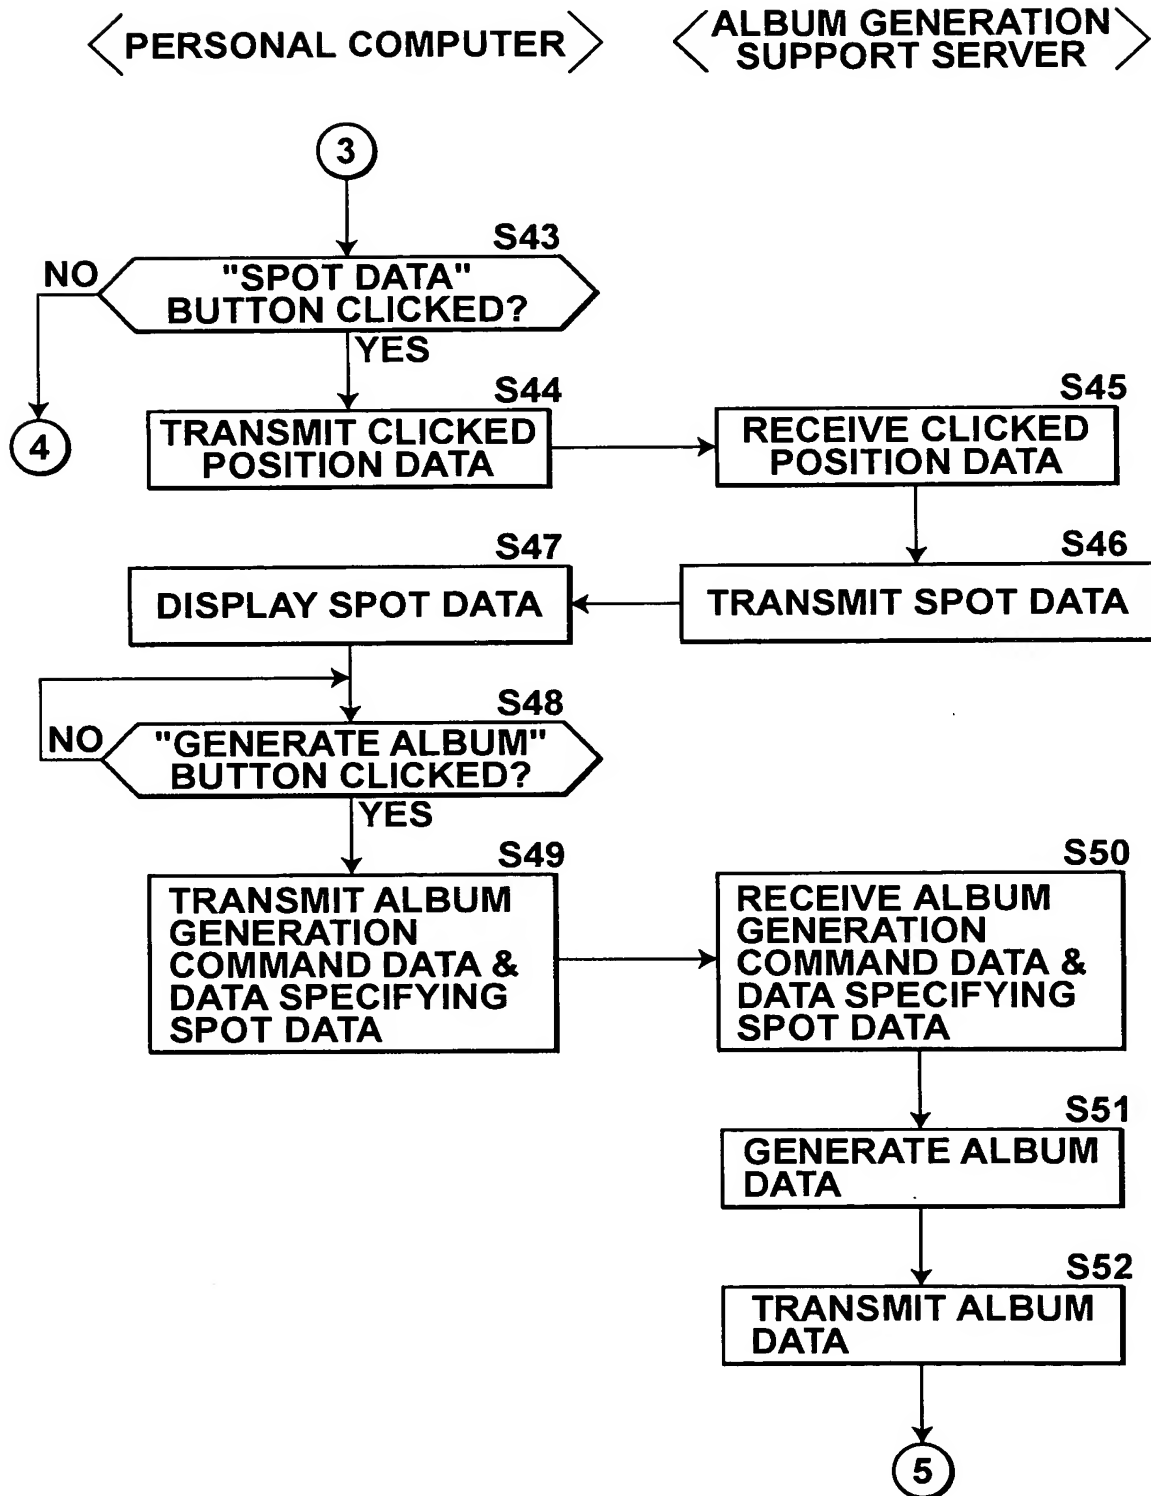 PERSONAL COMPUTER
ALBUM GENERATION
SUPPORT SERVER
3
S43
NO
"SPOT DATA"
BUTTON CLICKED?
YES
4
S44
TRANSMIT CLICKED
POSITION DATA
S45
RECEIVE CLICKED
POSITION DATA
S47
DISPLAY SPOT DATA
S46
TRANSMIT SPOT DATA
S48
NO
"GENERATE ALBUM"
BUTTON CLICKED?
YES
S49
TRANSMIT ALBUM
GENERATION
COMMAND DATA &
DATA SPECIFYING
SPOT DATA
S50
RECEIVE ALBUM
GENERATION
COMMAND DATA &
DATA SPECIFYING
SPOT DATA
S51
GENERATE ALBUM
DATA
S52
TRANSMIT ALBUM
DATA
5